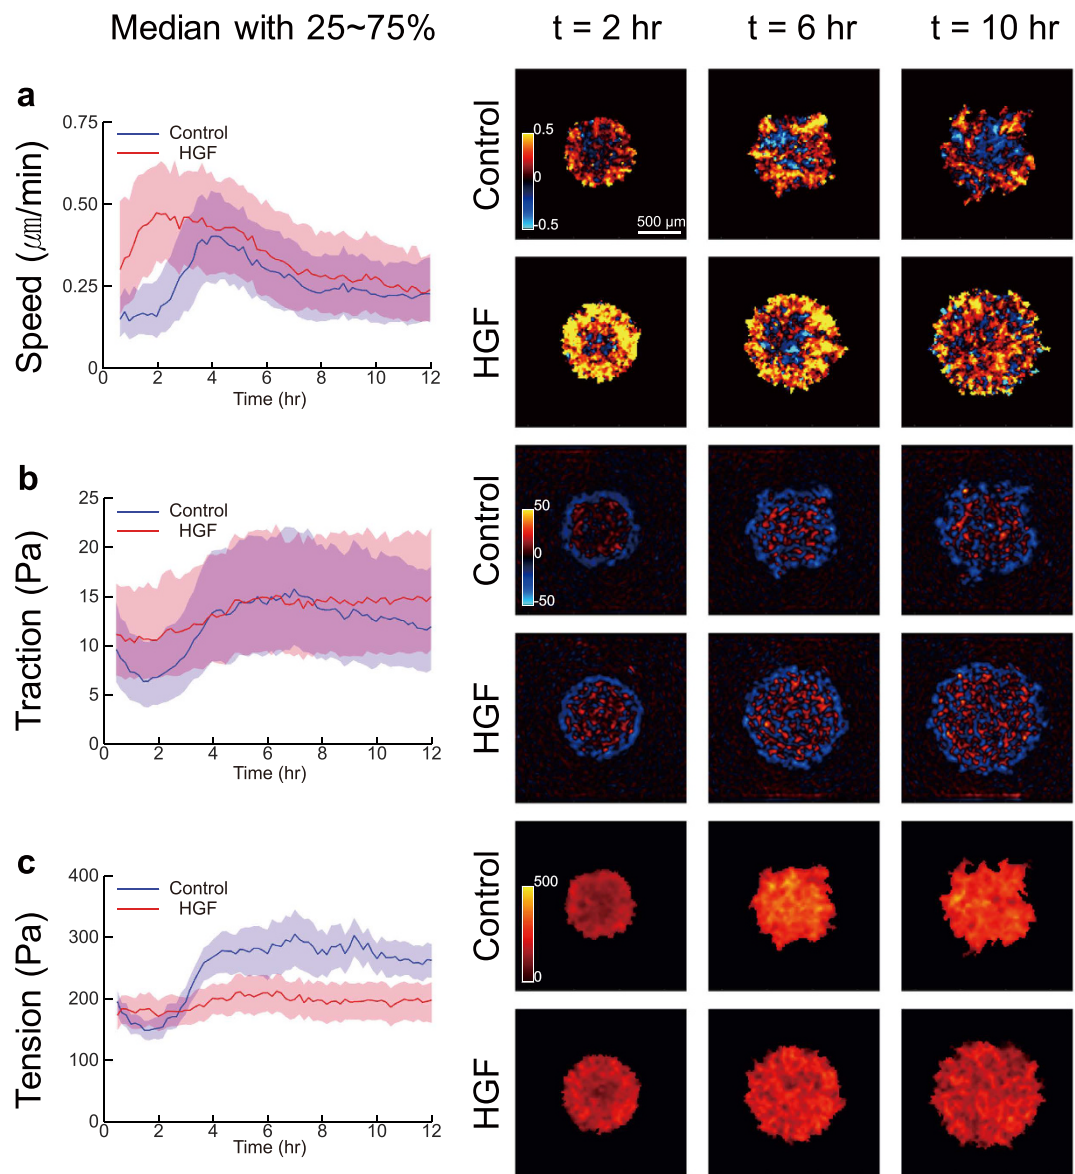 Median with 25~75%
t = 2 hr
t = 6 hr
t = 10 hr
a
Speed (㎛/min)
0.75
0.50
0.25
0
Control
HGF
0 2 4 6 8 10 12
Time (hr)
Control
0.5
0
-0.5
500 µm
HGF
b
Traction (Pa)
25
20
15
10
5
0
Control
HGF
0 2 4 6 8 10 12
Time (hr)
Control
50
0
-50
HGF
c
Tension (Pa)
400
300
200
100
0
Control
HGF
0 2 4 6 8 10 12
Time (hr)
Control
500
0
HGF